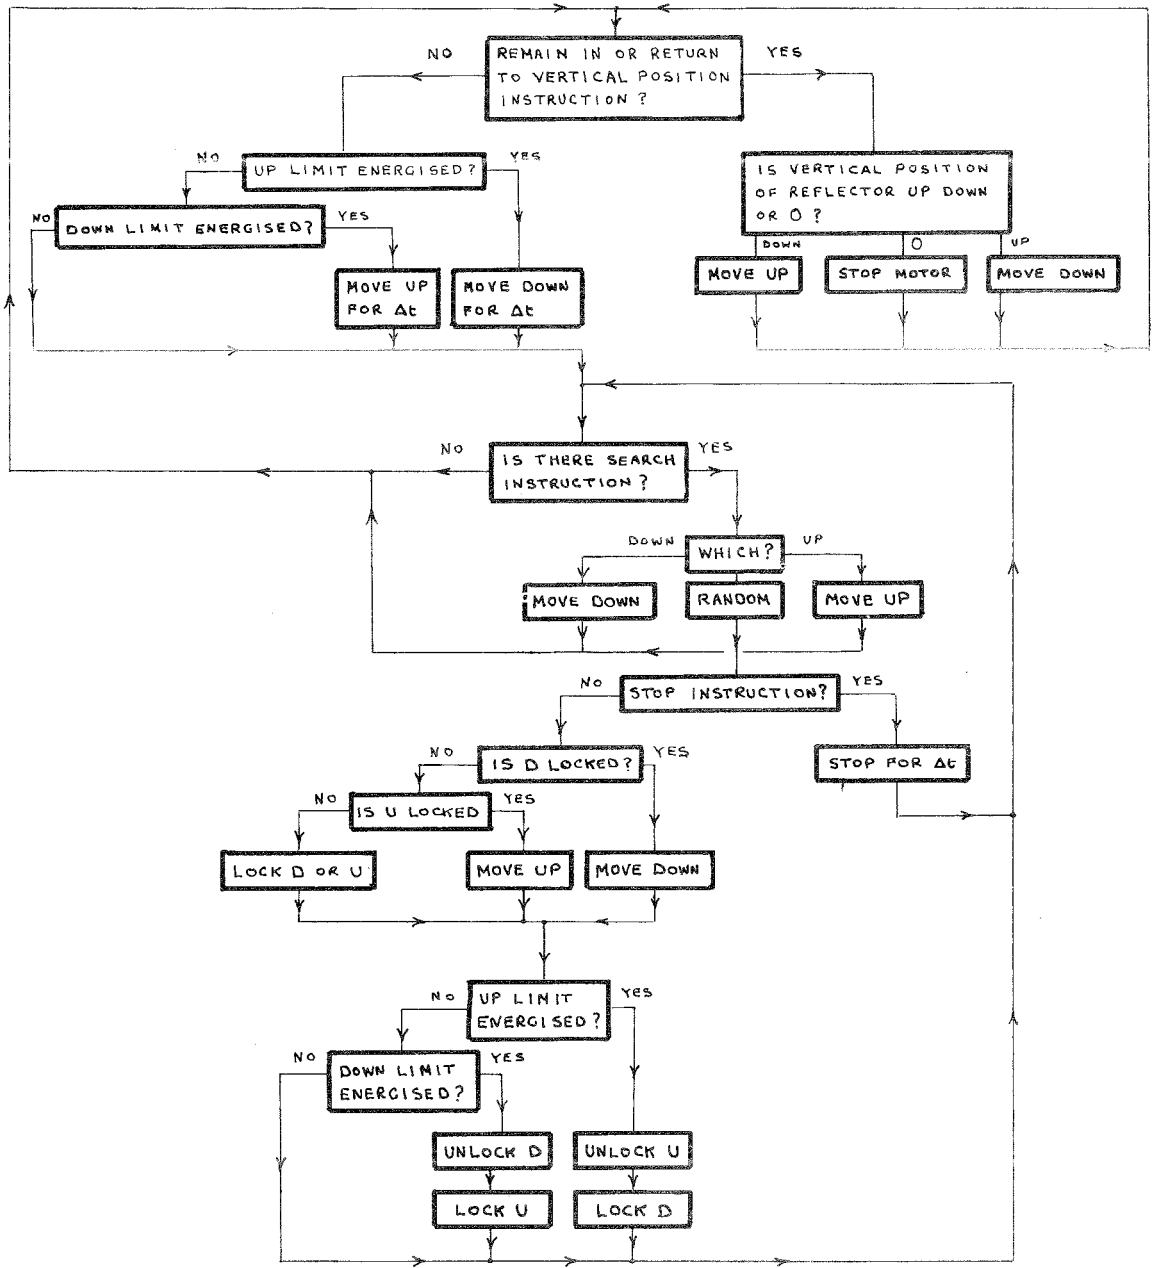 NO
REMAIN IN OR RETURN
TO VERTICAL POSITION
INSTRUCTION ?
YES
NO
UP LIMIT ENERGISED?
YES
IS VERTICAL POSITION
OF REFLECTOR UP DOWN
OR O ?
NO
DOWN LIMIT ENERGISED?
YES
DOWN
O
UP
MOVE UP
FOR Δt
MOVE DOWN
FOR Δt
MOVE UP
STOP MOTOR
MOVE DOWN
NO
IS THERE SEARCH
INSTRUCTION?
YES
DOWN
WHICH?
UP
MOVE DOWN
RANDOM
MOVE UP
NO
STOP INSTRUCTION?
YES
NO
IS D LOCKED?
YES
STOP FOR Δt
NO
IS U LOCKED
YES
LOCK D OR U
MOVE UP
MOVE DOWN
NO
UP LIMIT
ENERGISED?
YES
NO
DOWN LIMIT
ENERGISED?
YES
UNLOCK D
UNLOCK U
LOCK U
LOCK D